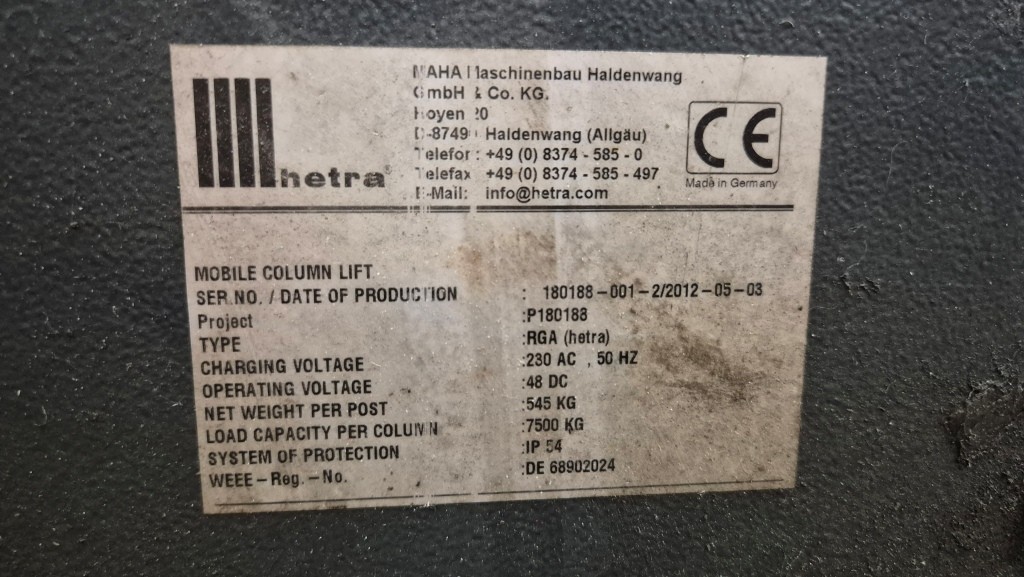 hetra®
MAHA Maschinenbau Haldenwang
GmbH & Co. KG.
Hoyen 20
D-87490 Haldenwang (Allgäu)
Telefon: +49 (0) 8374 - 585 - 0
Telefax +49 (0) 8374 - 585 - 497
E-Mail: info@hetra.com
CE
Made in Germany
MOBILE COLUMN LIFT
SER.NO. / DATE OF PRODUCTION : 180188-001-2/2012-05-03
Project :P180188
TYPE :RGA (hetra)
CHARGING VOLTAGE :230 AC , 50 HZ
OPERATING VOLTAGE :48 DC
NET WEIGHT PER POST :545 KG
LOAD CAPACITY PER COLUMN :7500 KG
SYSTEM OF PROTECTION :IP 54
WEEE-Reg.-No. :DE 68902024